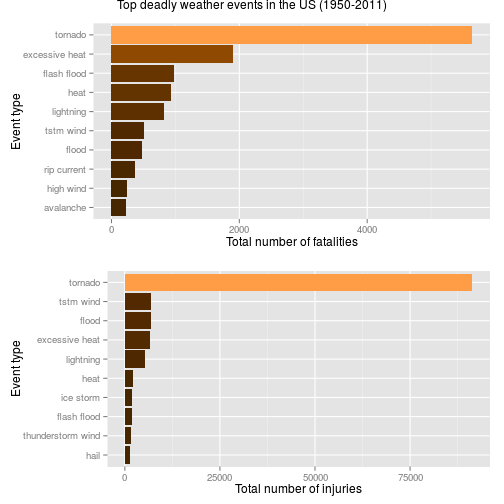 Top deadly weather events in the US (1950-2011)
Event type
tornado
excessive heat
flash flood
heat
lightning
tstm wind
flood
rip current
high wind
avalanche
0 2000 4000
Total number of fatalities
Event type
tornado
tstm wind
flood
excessive heat
lightning
heat
ice storm
flash flood
thunderstorm wind
hail
0 25000 50000 75000
Total number of injuries